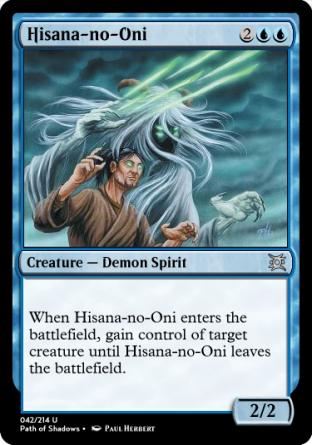 Hisana-no-Oni 2
Creature — Demon Spirit
When Hisana-no-Oni enters the
battlefield, gain control of target
creature until Hisana-no-Oni leaves
the battlefield.
2/2
042/214 U
Path of Shadows • Paul Herbert